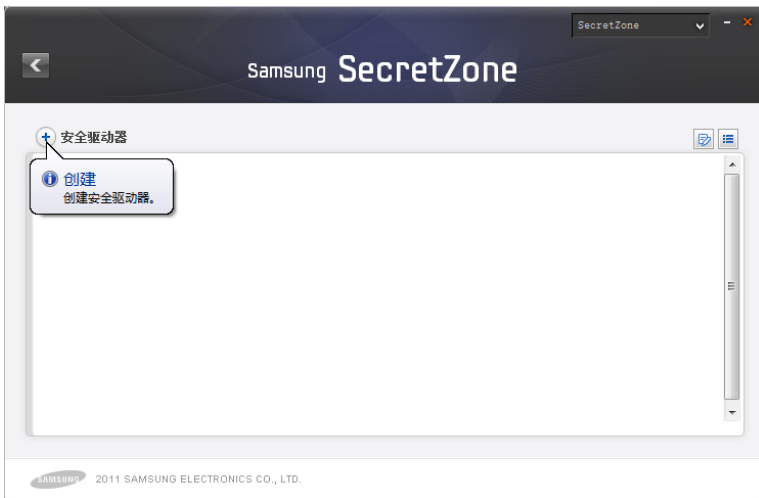 SecretZone
Samsung SecretZone
安全驱动器
创建
创建安全驱动器。
SAMSUNG 2011 SAMSUNG ELECTRONICS CO., LTD.